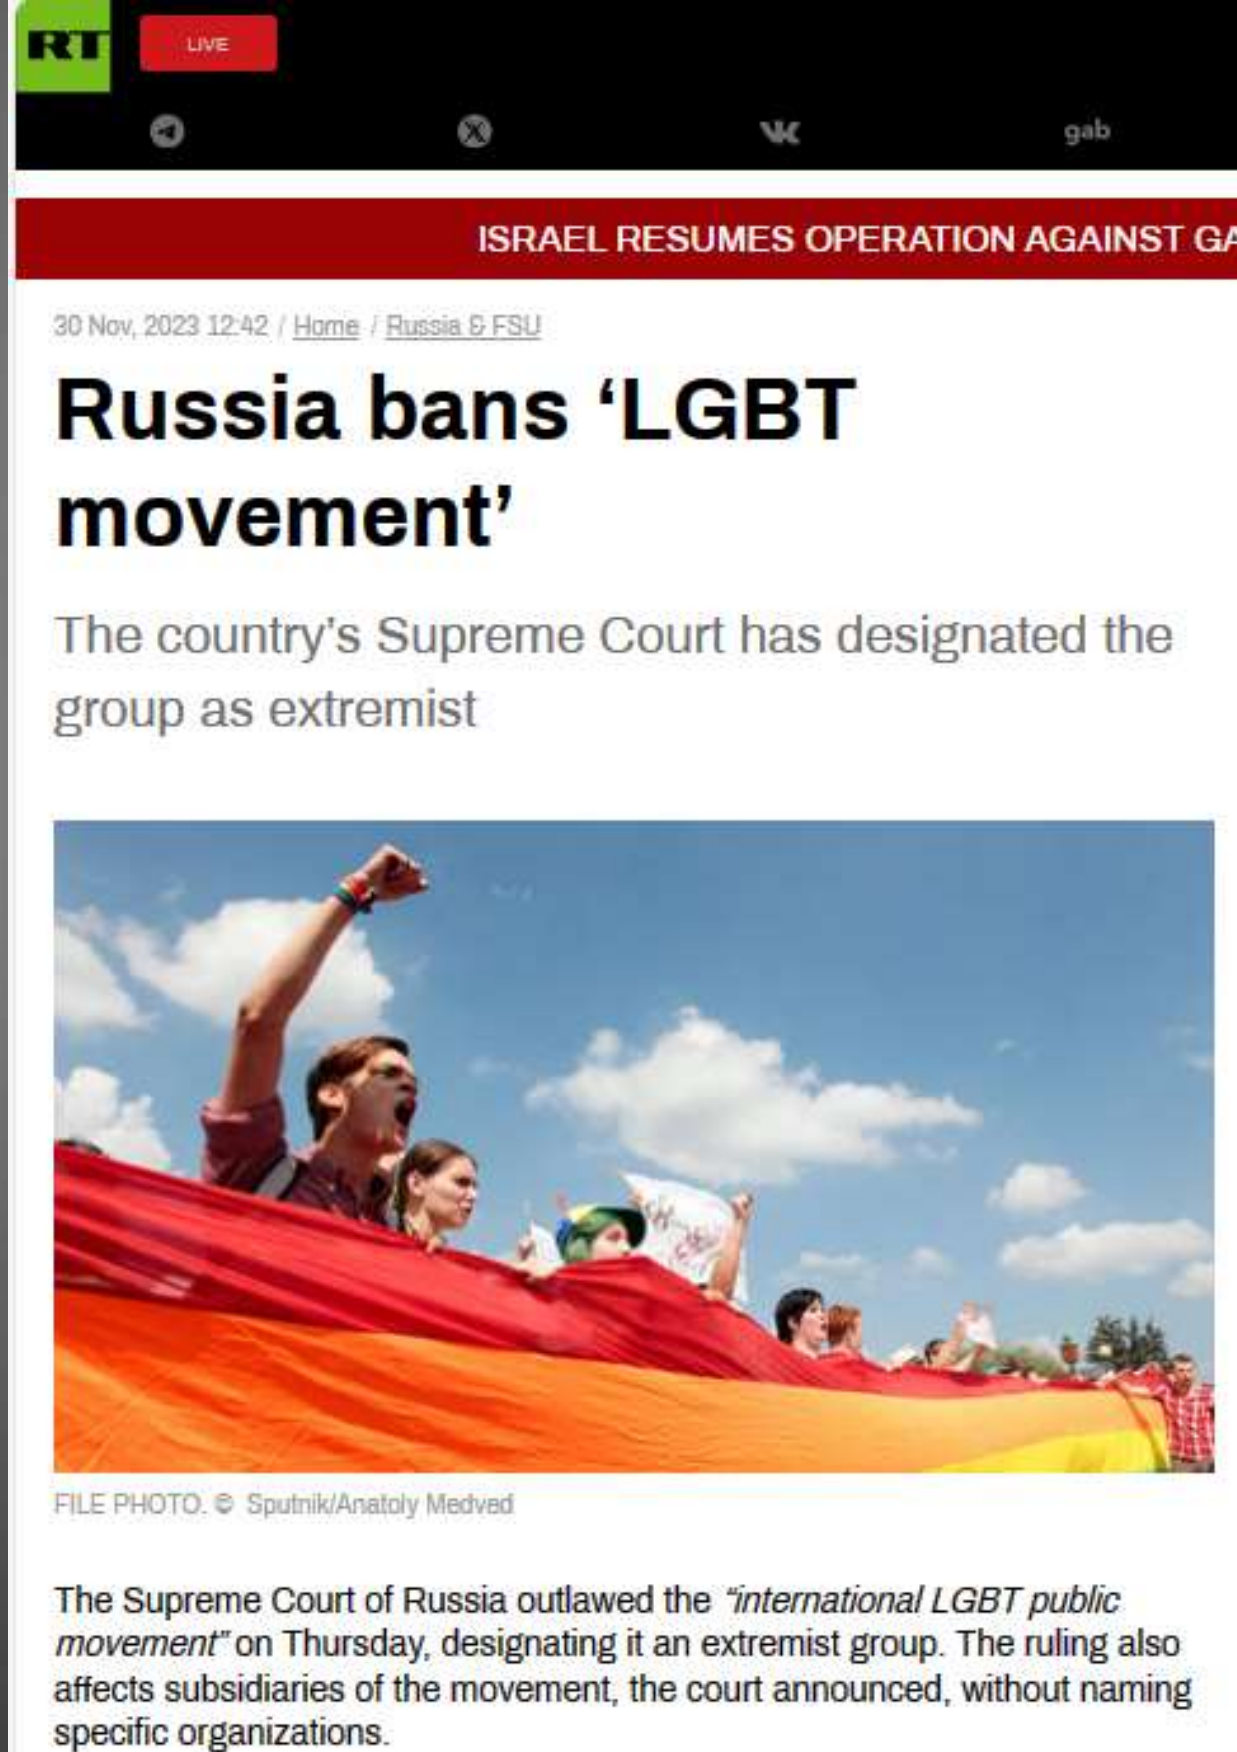 RT
LIVE
gab
ISRAEL RESUMES OPERATION AGAINST GA
30 Nov, 2023 12:42 / Home / Russia & FSU
Russia bans ‘LGBT
movement’
The country’s Supreme Court has designated the
group as extremist
FILE PHOTO. © Sputnik/Anatoly Medved
The Supreme Court of Russia outlawed the “international LGBT public
movement” on Thursday, designating it an extremist group. The ruling also
affects subsidiaries of the movement, the court announced, without naming
specific organizations.